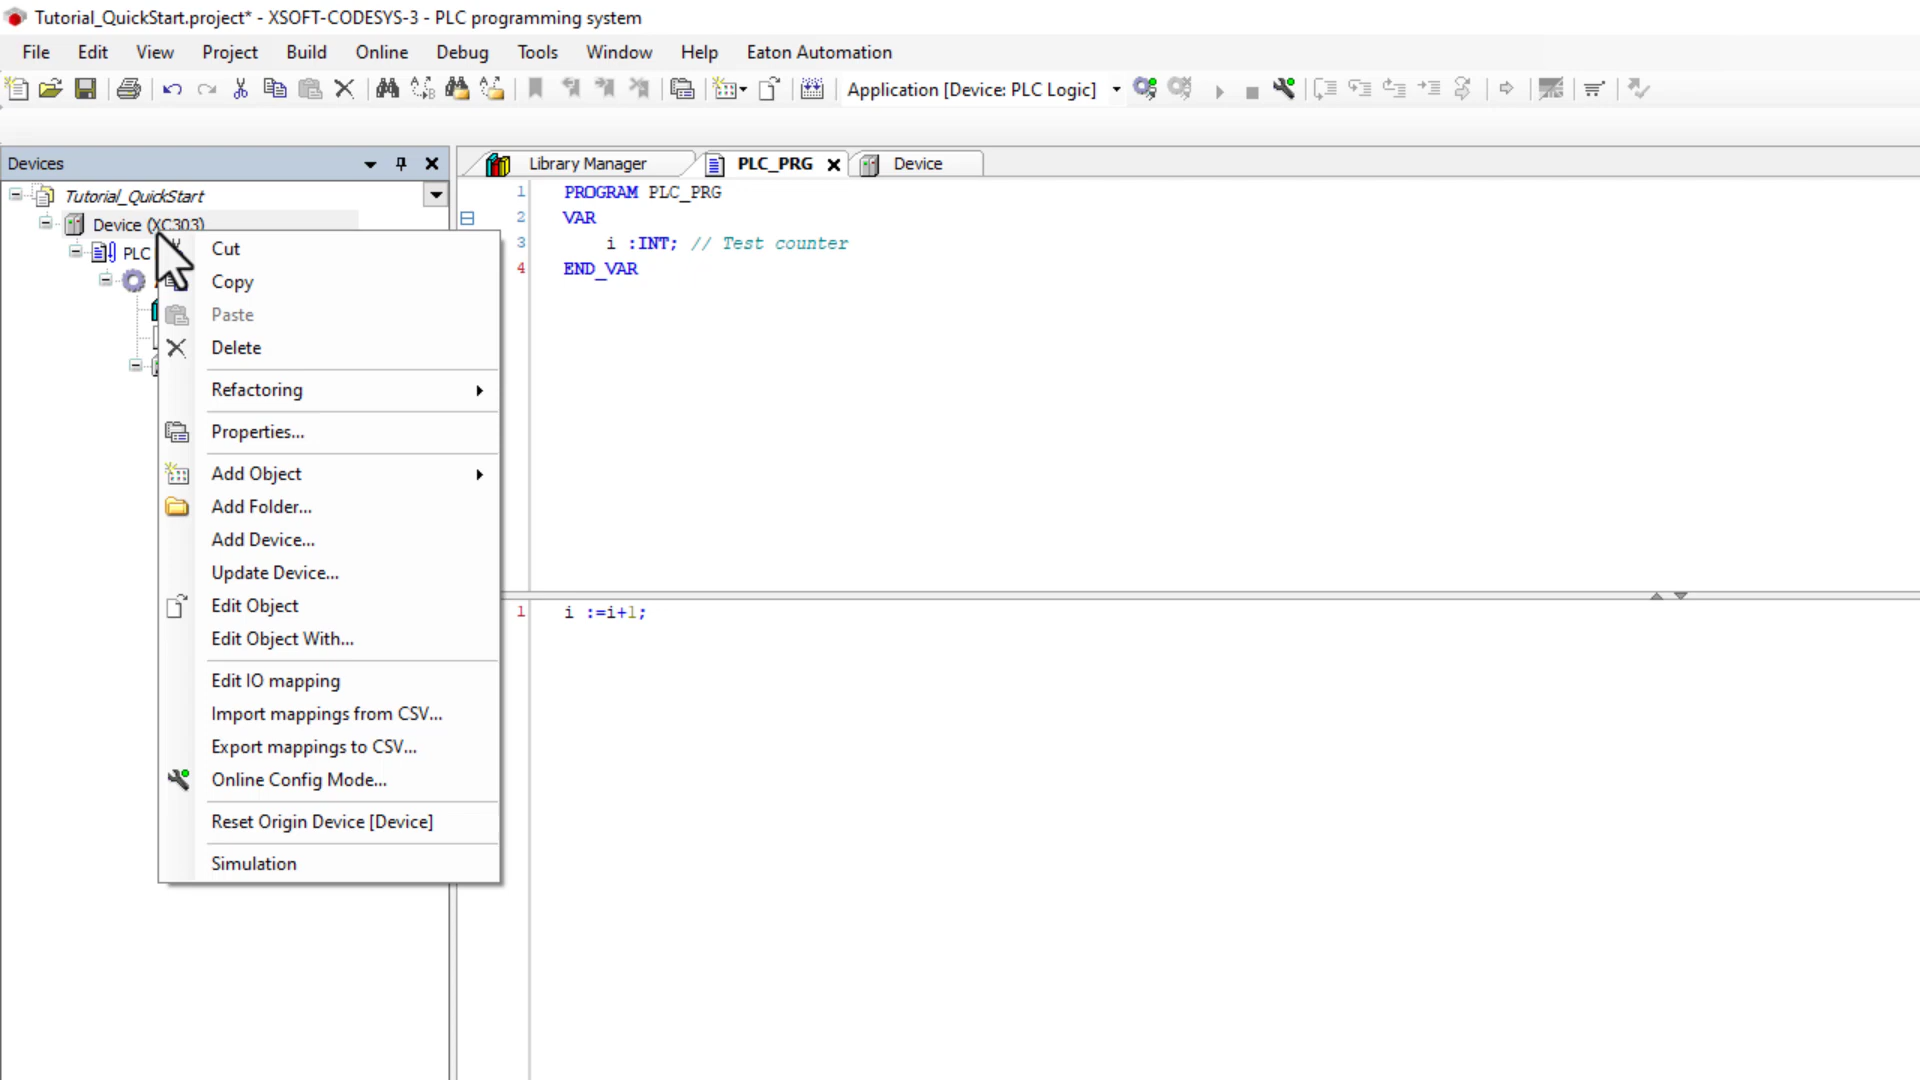 Tutorial_QuickStart.project* - XSOFT-CODESYS-3 - PLC programming system
File Edit View Project Build Online Debug Tools Window Help Eaton Automation
Application [Device: PLC Logic]
Devices
Tutorial_QuickStart
Device (XC303)
PLC
Cut
Copy
Paste
Delete
Refactoring
Properties...
Add Object
Add Folder...
Add Device...
Update Device...
Edit Object
Edit Object With...
Edit IO mapping
Import mappings from CSV...
Export mappings to CSV...
Online Config Mode...
Reset Origin Device [Device]
Simulation
Library Manager PLC_PRG Device
1 PROGRAM PLC_PRG
2 VAR
3 i :INT; // Test counter
4 END_VAR
1 i :=i+1;